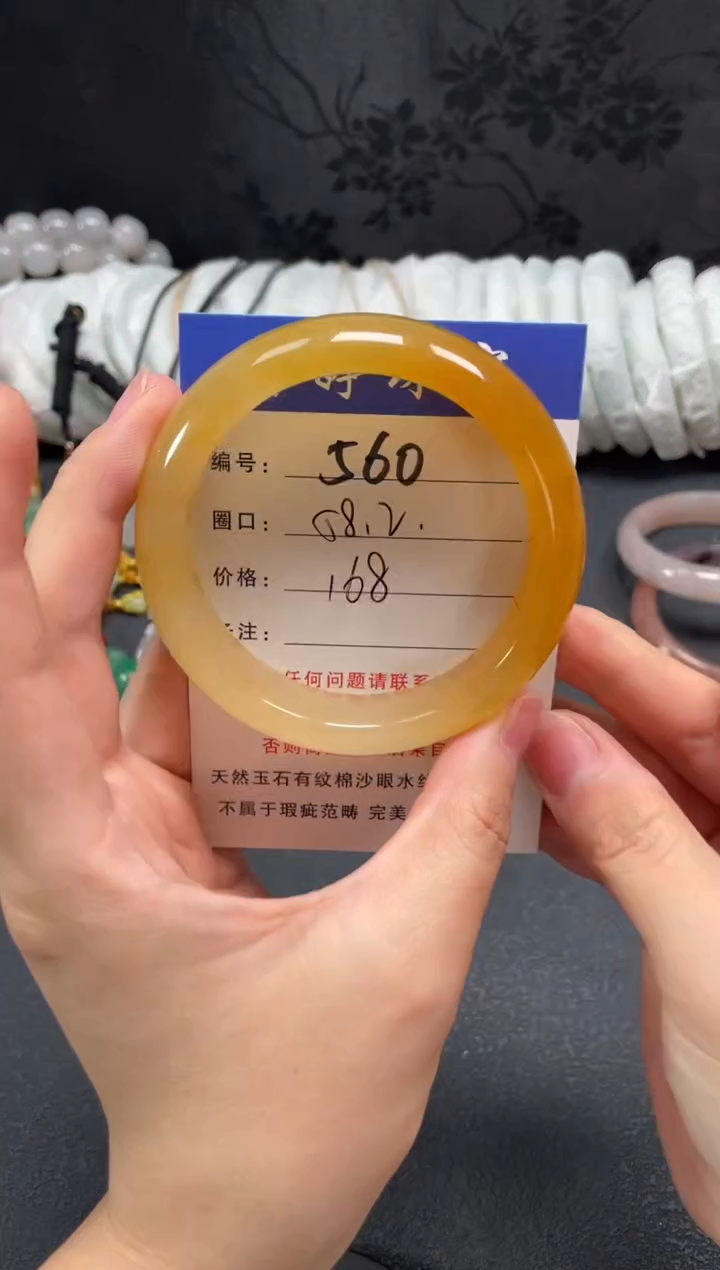 编号： 560
圈口： 58.2.
价格： 168
注：
任何问题请联系
否则
天然玉石有纹棉沙眼水
不属于瑕疵范畴 完美